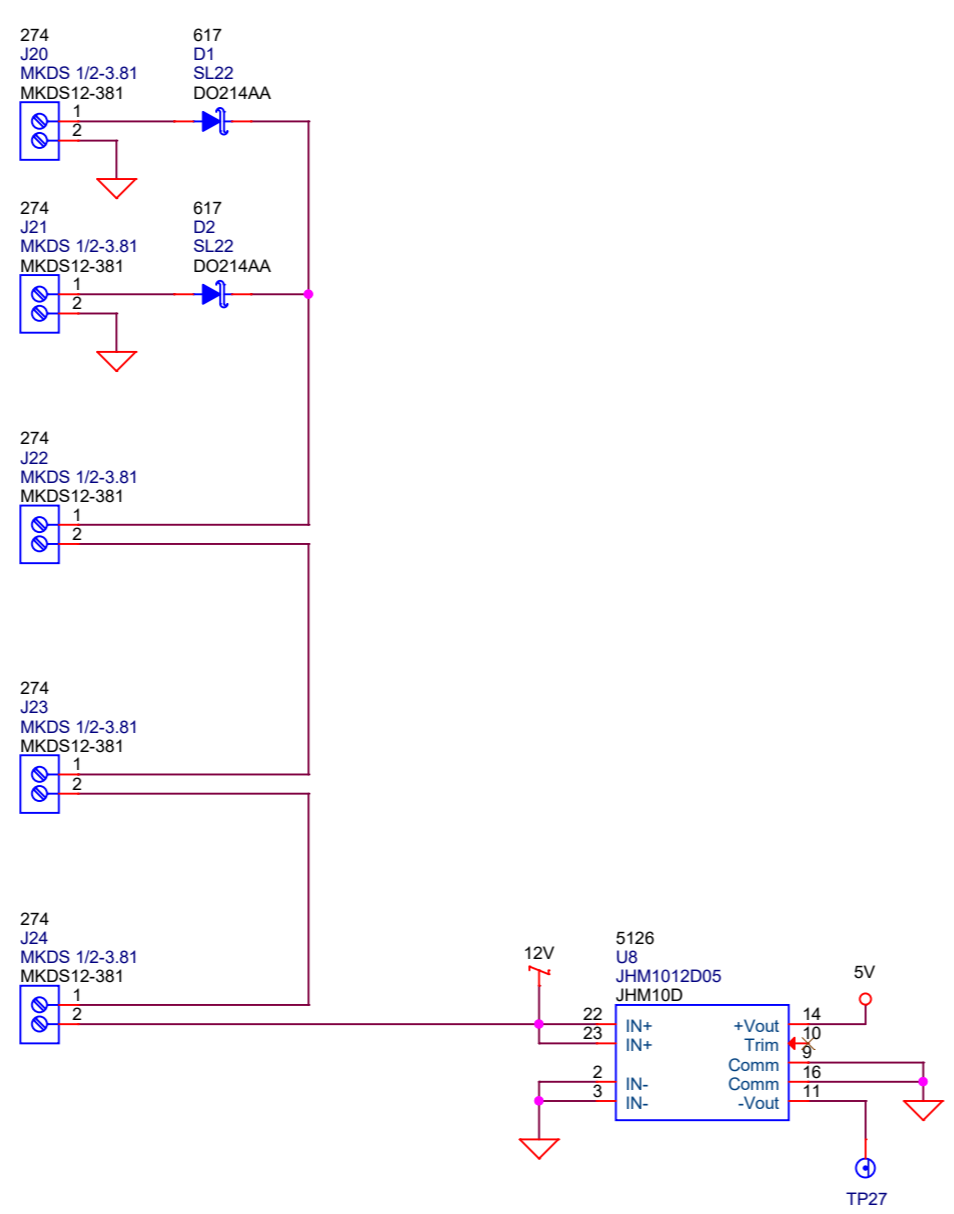 274
J20
MKDS 1/2-3.81
MKDS12-381
1
2
617
D1
SL22
DO214AA
274
J21
MKDS 1/2-3.81
MKDS12-381
1
2
617
D2
SL22
DO214AA
274
J22
MKDS 1/2-3.81
MKDS12-381
1
2
274
J23
MKDS 1/2-3.81
MKDS12-381
1
2
274
J24
MKDS 1/2-3.81
MKDS12-381
1
2
12V
5126
U8
JHM1012D05
JHM10D
22 IN+
23 IN+
2 IN-
3 IN-
+Vout 14
Trim 10
Comm 9
Comm 16
-Vout 11
5V
TP27